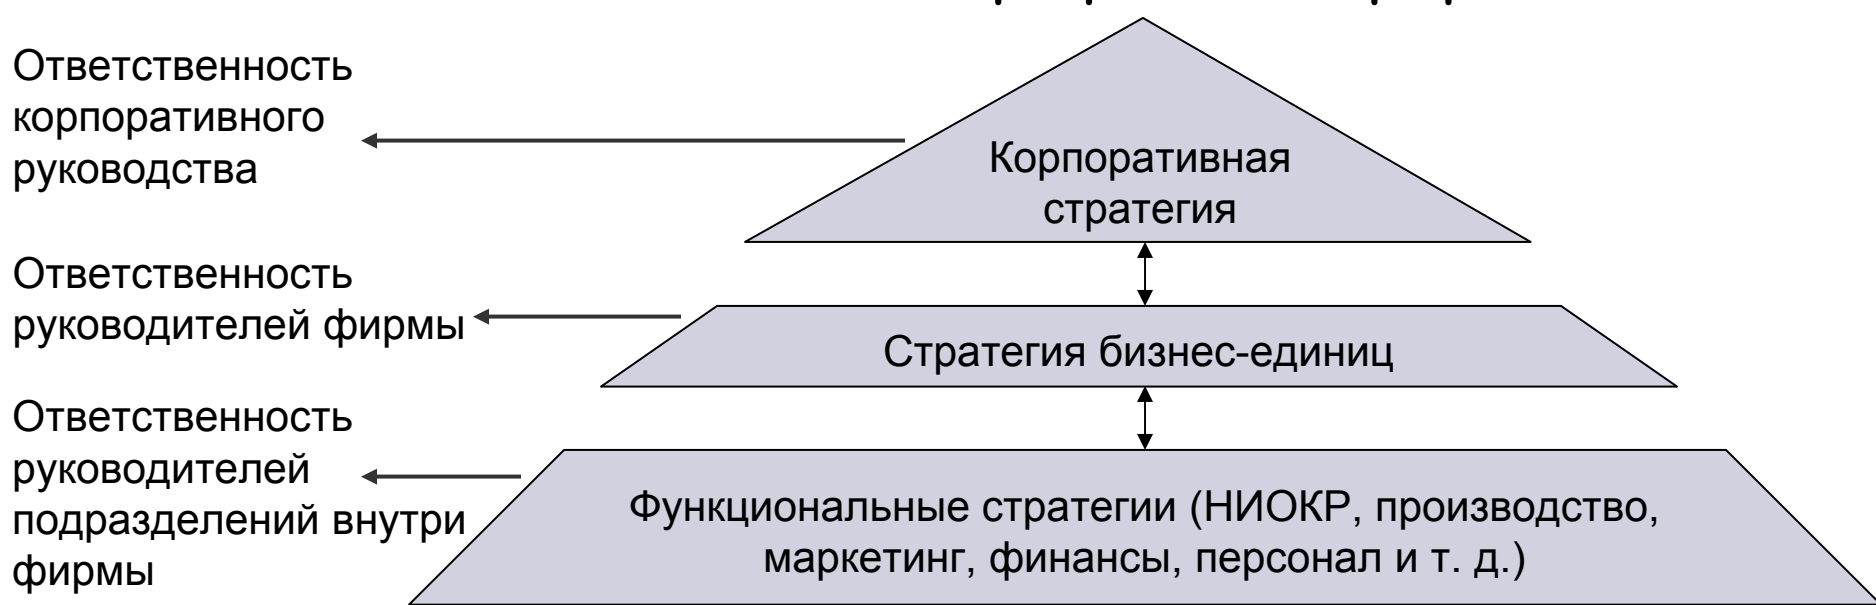 Ответственность
корпоративного
руководства
Корпоративная
стратегия
Ответственность
руководителей фирмы
Стратегия бизнес-единиц
Ответственность
руководителей
подразделений внутри
фирмы
Функциональные стратегии (НИОКР, производство,
маркетинг, финансы, персонал и т. д.)